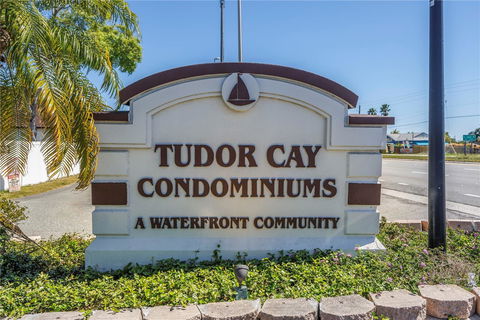 TUDOR CAY
CONDOMINIUMS
A WATERFRONT COMMUNITY